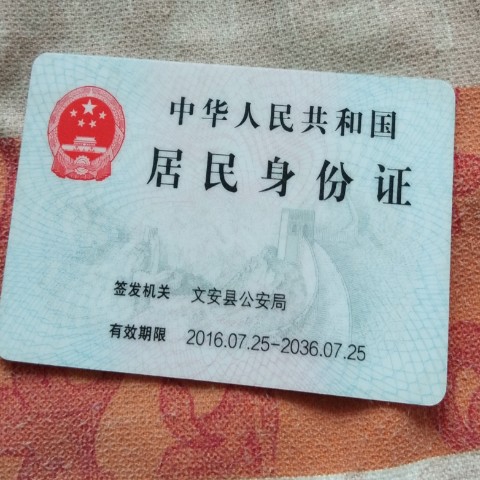 中华人民共和国
居民身份证
签发机关 文安县公安局
有效期限 2016.07.25-2036.07.25